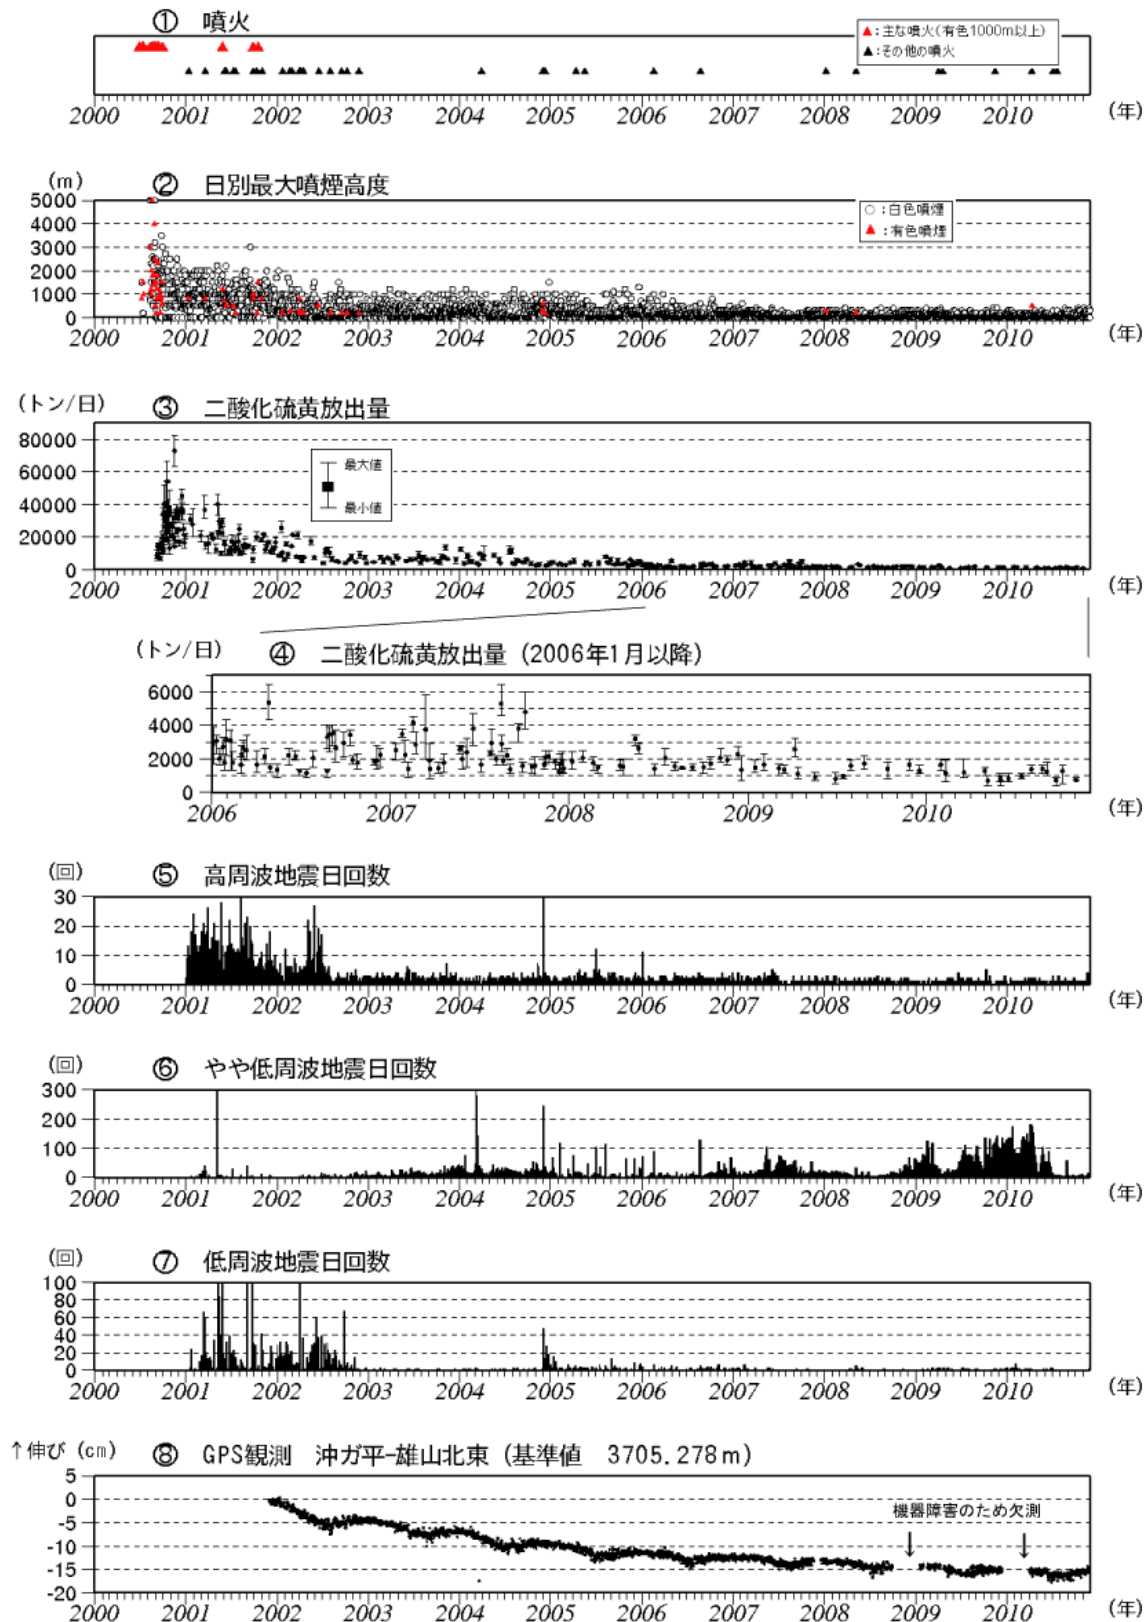 ① 噴火
▲:主な噴火(有色1000m以上)
▲:その他の噴火
2000 2001 2002 2003 2004 2005 2006 2007 2008 2009 2010 (年)
(m) ② 日別最大噴煙高度
○:白色噴煙
▲:有色噴煙
5000
4000
3000
2000
1000
0
2000 2001 2002 2003 2004 2005 2006 2007 2008 2009 2010 (年)
(トン/日) ③ 二酸化硫黄放出量
最大値
最小値
80000
60000
40000
20000
0
2000 2001 2002 2003 2004 2005 2006 2007 2008 2009 2010 (年)
(トン/日) ④ 二酸化硫黄放出量(2006年1月以降)
6000
4000
2000
0
2006 2007 2008 2009 2010 (年)
(回) ⑤ 高周波地震日回数
30
20
10
0
2000 2001 2002 2003 2004 2005 2006 2007 2008 2009 2010 (年)
(回) ⑥ やや低周波地震日回数
300
200
100
0
2000 2001 2002 2003 2004 2005 2006 2007 2008 2009 2010 (年)
(回) ⑦ 低周波地震日回数
100
80
60
40
20
0
2000 2001 2002 2003 2004 2005 2006 2007 2008 2009 2010 (年)
↑伸び(cm) ⑧ GPS観測 沖ガ平-雄山北東(基準値 3705.278m)
5
0
-5
-10
-15
-20
機器障害のため欠測
↓ ↓
2000 2001 2002 2003 2004 2005 2006 2007 2008 2009 2010 (年)